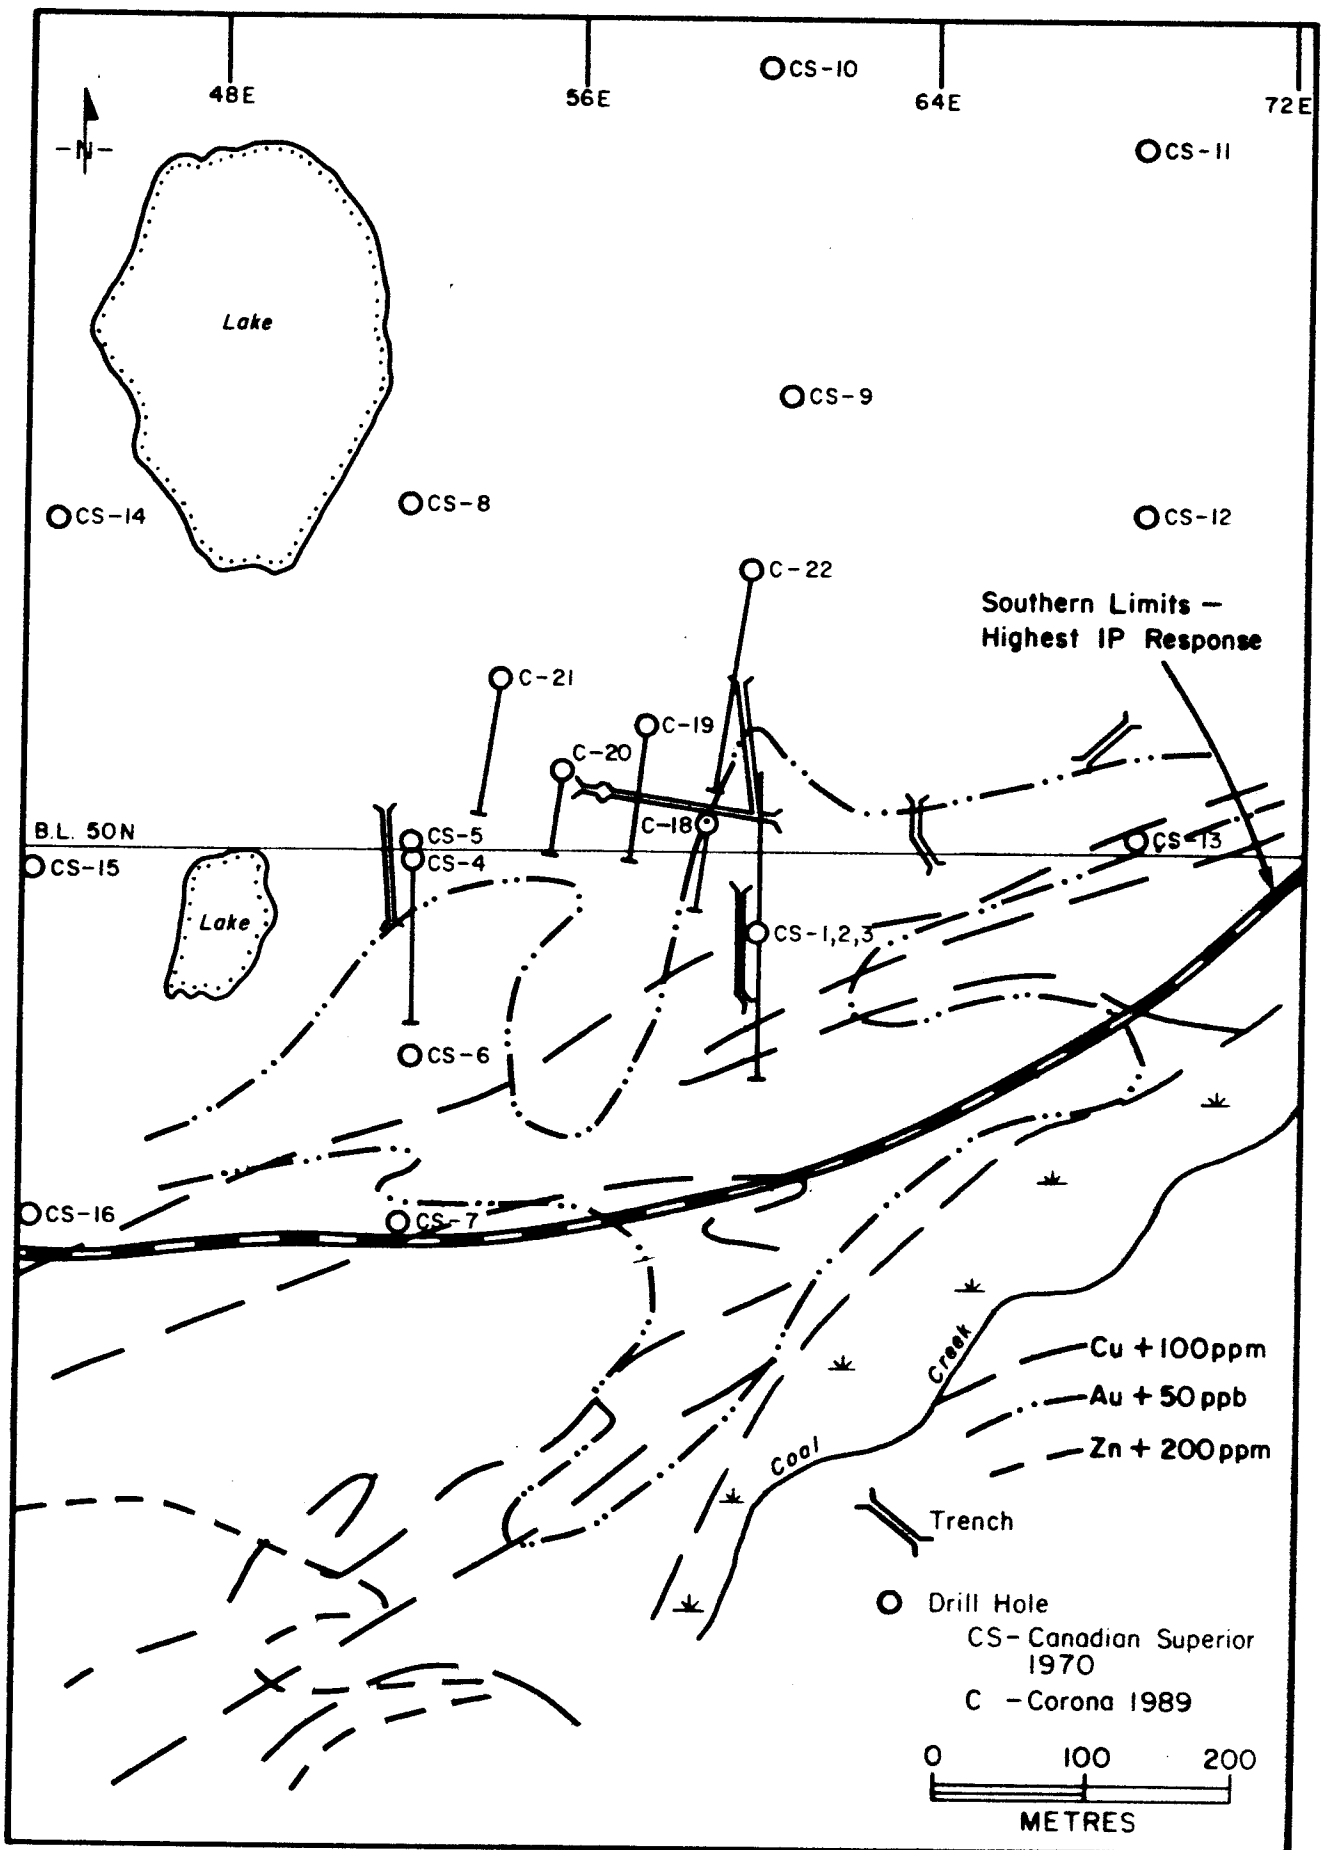 CS-10
48E
56E
64E
72E
-N-
CS-11
Lake
CS-9
CS-14
CS-8
CS-12
C-22
Southern Limits -
Highest IP Response
C-21
C-19
C-20
C-18
B.L. 50N
CS-5
CS-4
CS-13
CS-15
Lake
CS-1,2,3
CS-6
CS-16
CS-7
Coal Creek
Cu + 100ppm
Au + 50 ppb
Zn + 200ppm
Trench
Drill Hole
CS- Canadian Superior
1970
C - Corona 1989
0 100 200
METRES